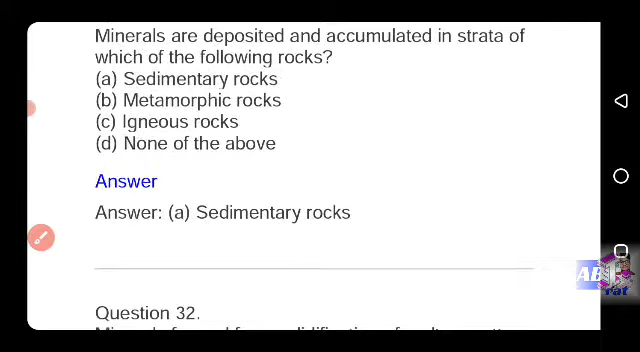 Minerals are deposited and accumulated in strata of
which of the following rocks?
(a) Sedimentary rocks
(b) Metamorphic rocks
(c) Igneous rocks
(d) None of the above
Answer
Answer: (a) Sedimentary rocks
Question 32.